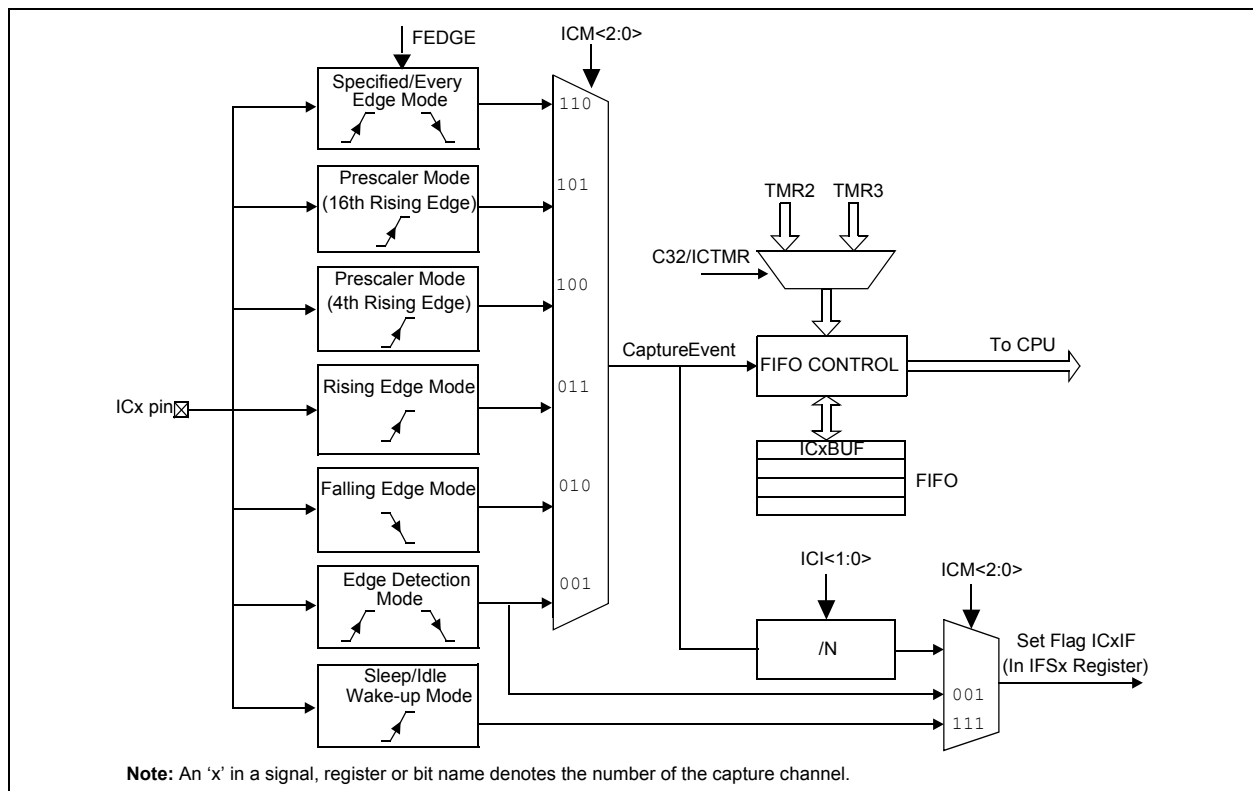 FEDGE
ICM<2:0>
Specified/Every
Edge Mode
110
Prescaler Mode
(16th Rising Edge)
101
TMR2
TMR3
C32/ICTMR
Prescaler Mode
(4th Rising Edge)
100
CaptureEvent
FIFO CONTROL
To CPU
ICx pin
Rising Edge Mode
011
ICxBUF
FIFO
Falling Edge Mode
010
ICI<1:0>
ICM<2:0>
Edge Detection
Mode
001
/N
Set Flag ICxIF
(In IFSx Register)
Sleep/Idle
Wake-up Mode
001
111
Note: An ‘x’ in a signal, register or bit name denotes the number of the capture channel.